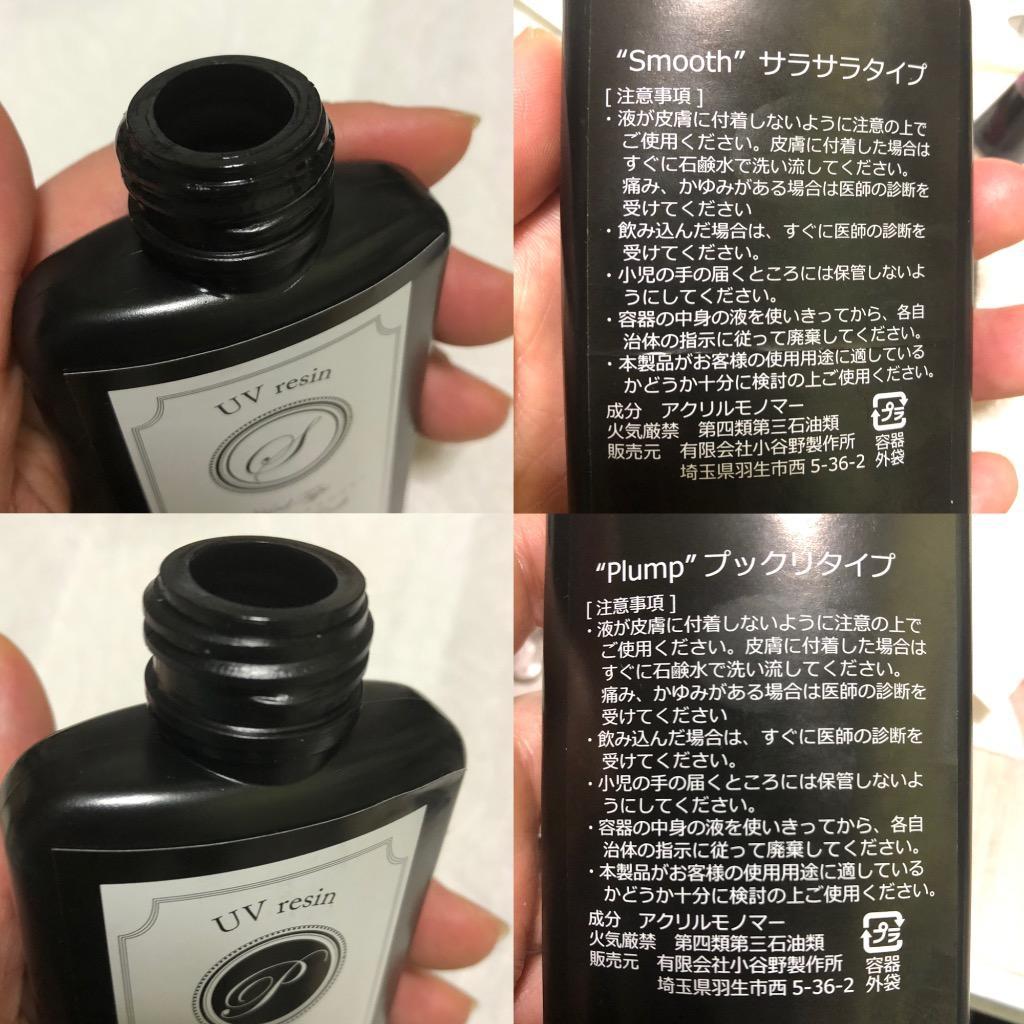 UV resin
S
"Smooth" サラサラタイプ
[ 注意事項 ]
・液が皮膚に付着しないように注意の上で
ご使用ください。皮膚に付着した場合は
すぐに石鹸水で洗い流してください。
痛み、かゆみがある場合は医師の診断を
受けてください
・飲み込んだ場合は、すぐに医師の診断を
受けてください。
・小児の手の届くところには保管しないよ
うにしてください。
・容器の中身の液を使いきってから、各自
治体の指示に従って廃棄してください。
・本製品がお客様の使用用途に適している
かどうか十分に検討の上ご使用ください。
成分 アクリルモノマー
火気厳禁 第四類第三石油類
販売元 有限会社小谷野製作所
埼玉県羽生市西 5-36-2
プラ
容器
外袋
UV resin
P
"Plump" プックリタイプ
[ 注意事項 ]
・液が皮膚に付着しないように注意の上で
ご使用ください。皮膚に付着した場合は
すぐに石鹸水で洗い流してください。
痛み、かゆみがある場合は医師の診断を
受けてください
・飲み込んだ場合は、すぐに医師の診断を
受けてください。
・小児の手の届くところには保管しないよ
うにしてください。
・容器の中身の液を使いきってから、各自
治体の指示に従って廃棄してください。
・本製品がお客様の使用用途に適している
かどうか十分に検討の上ご使用ください。
成分 アクリルモノマー
火気厳禁 第四類第三石油類
販売元 有限会社小谷野製作所
埼玉県羽生市西 5-36-2
プラ
容器
外袋